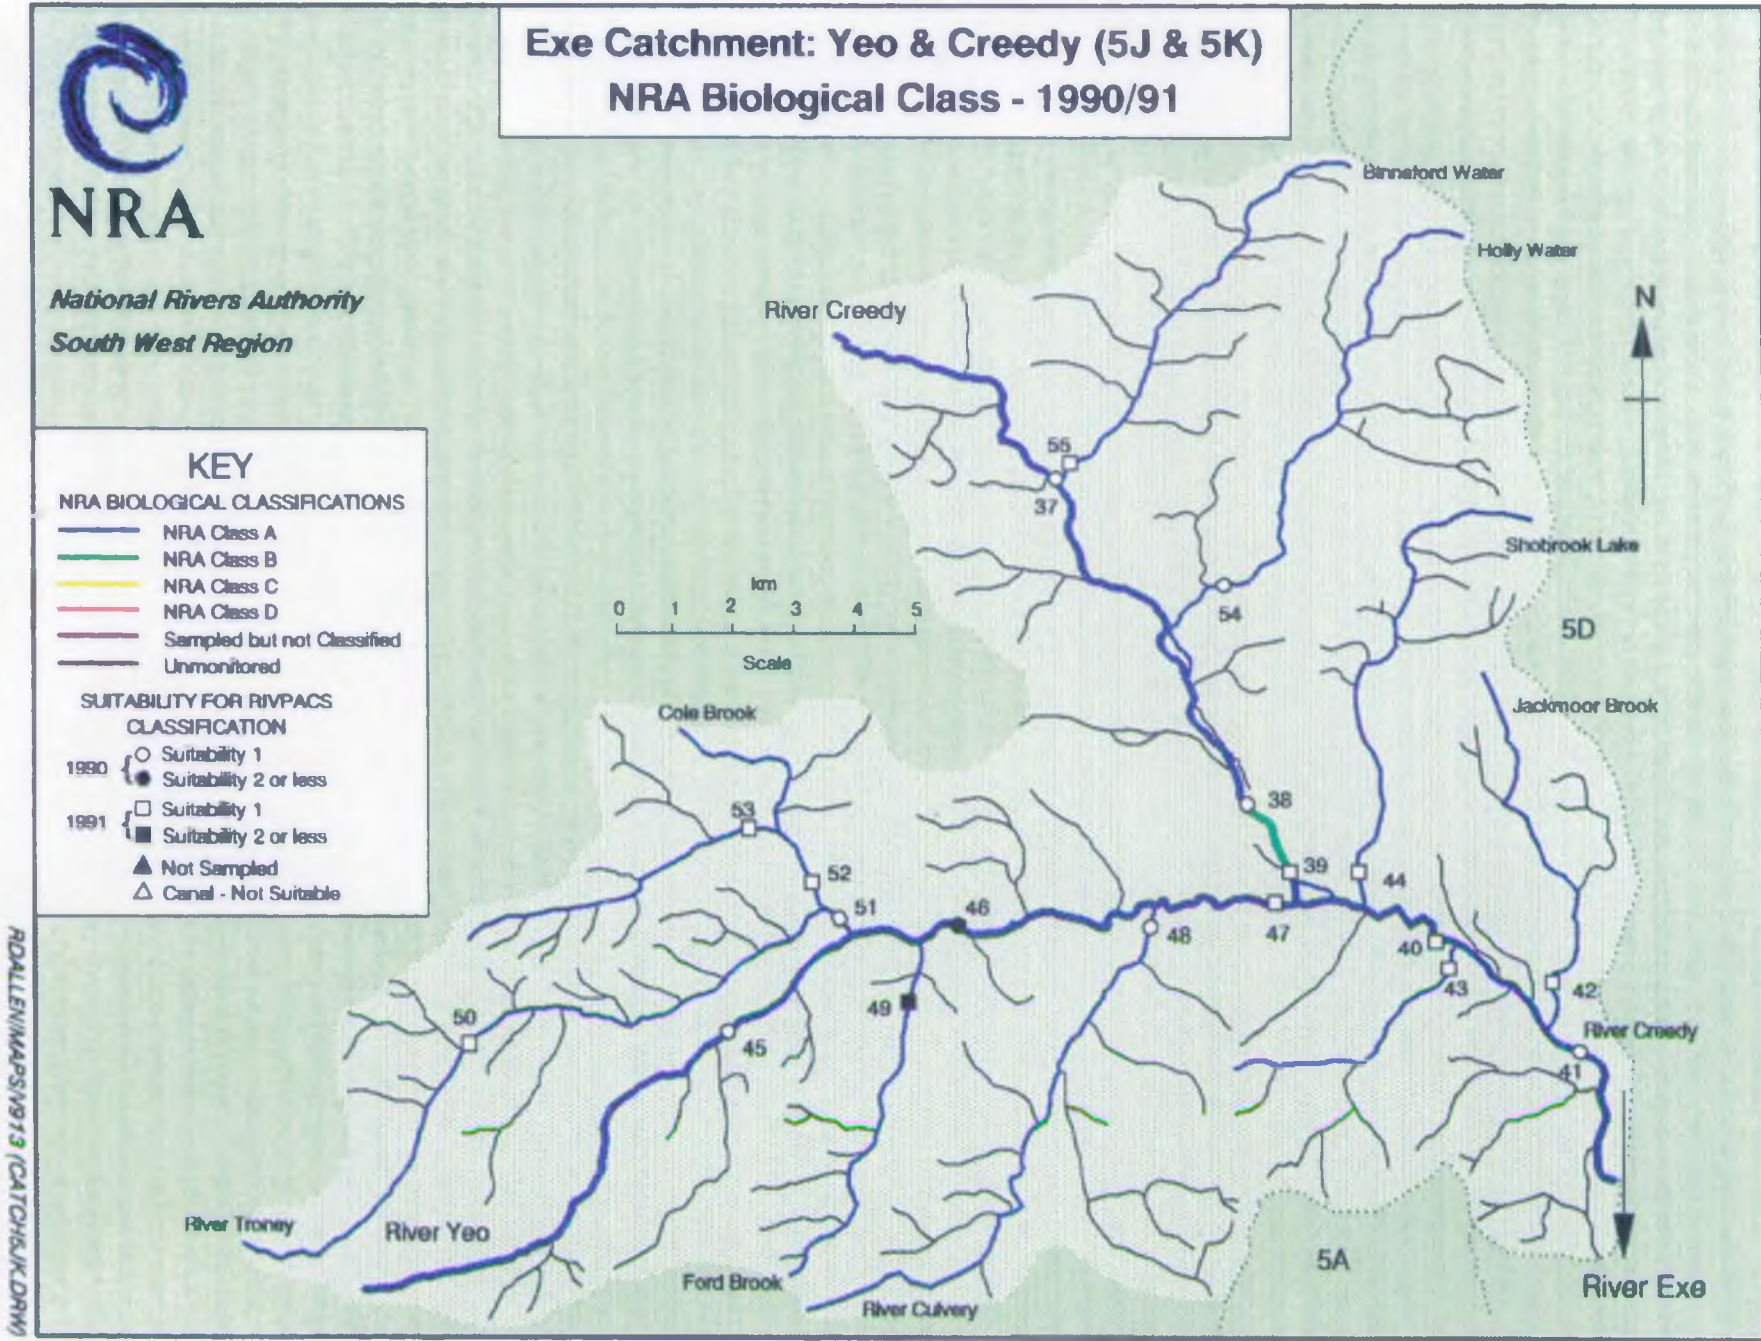 Exe Catchment: Yeo & Creedy (5J & 5K)
NRA Biological Class - 1990/91
NRA
National Rivers Authority
South West Region
Binneford Water
Holly Water
River Creedy
N
KEY
NRA BIOLOGICAL CLASSIFICATIONS
NRA Class A
NRA Class B
NRA Class C
NRA Class D
Sampled but not Classified
Unmonitored
SUITABILITY FOR RIVPACS
CLASSIFICATION
1990 { Suitability 1
Suitability 2 or less
1991 { Suitability 1
Suitability 2 or less
Not Sampled
Canal - Not Suitable
55
37
Shobrook Lake
km
0 1 2 3 4 5
Scale
54
5D
Cole Brook
Jackmoor Brook
38
53
39
52
44
51
46
48
47
40
43
42
49
50
45
River Creedy
41
River Troney
River Yeo
Ford Brook
River Culvery
5A
River Exe
RDALLEN/MAPS/V913 (CATCH5JK.DRW)